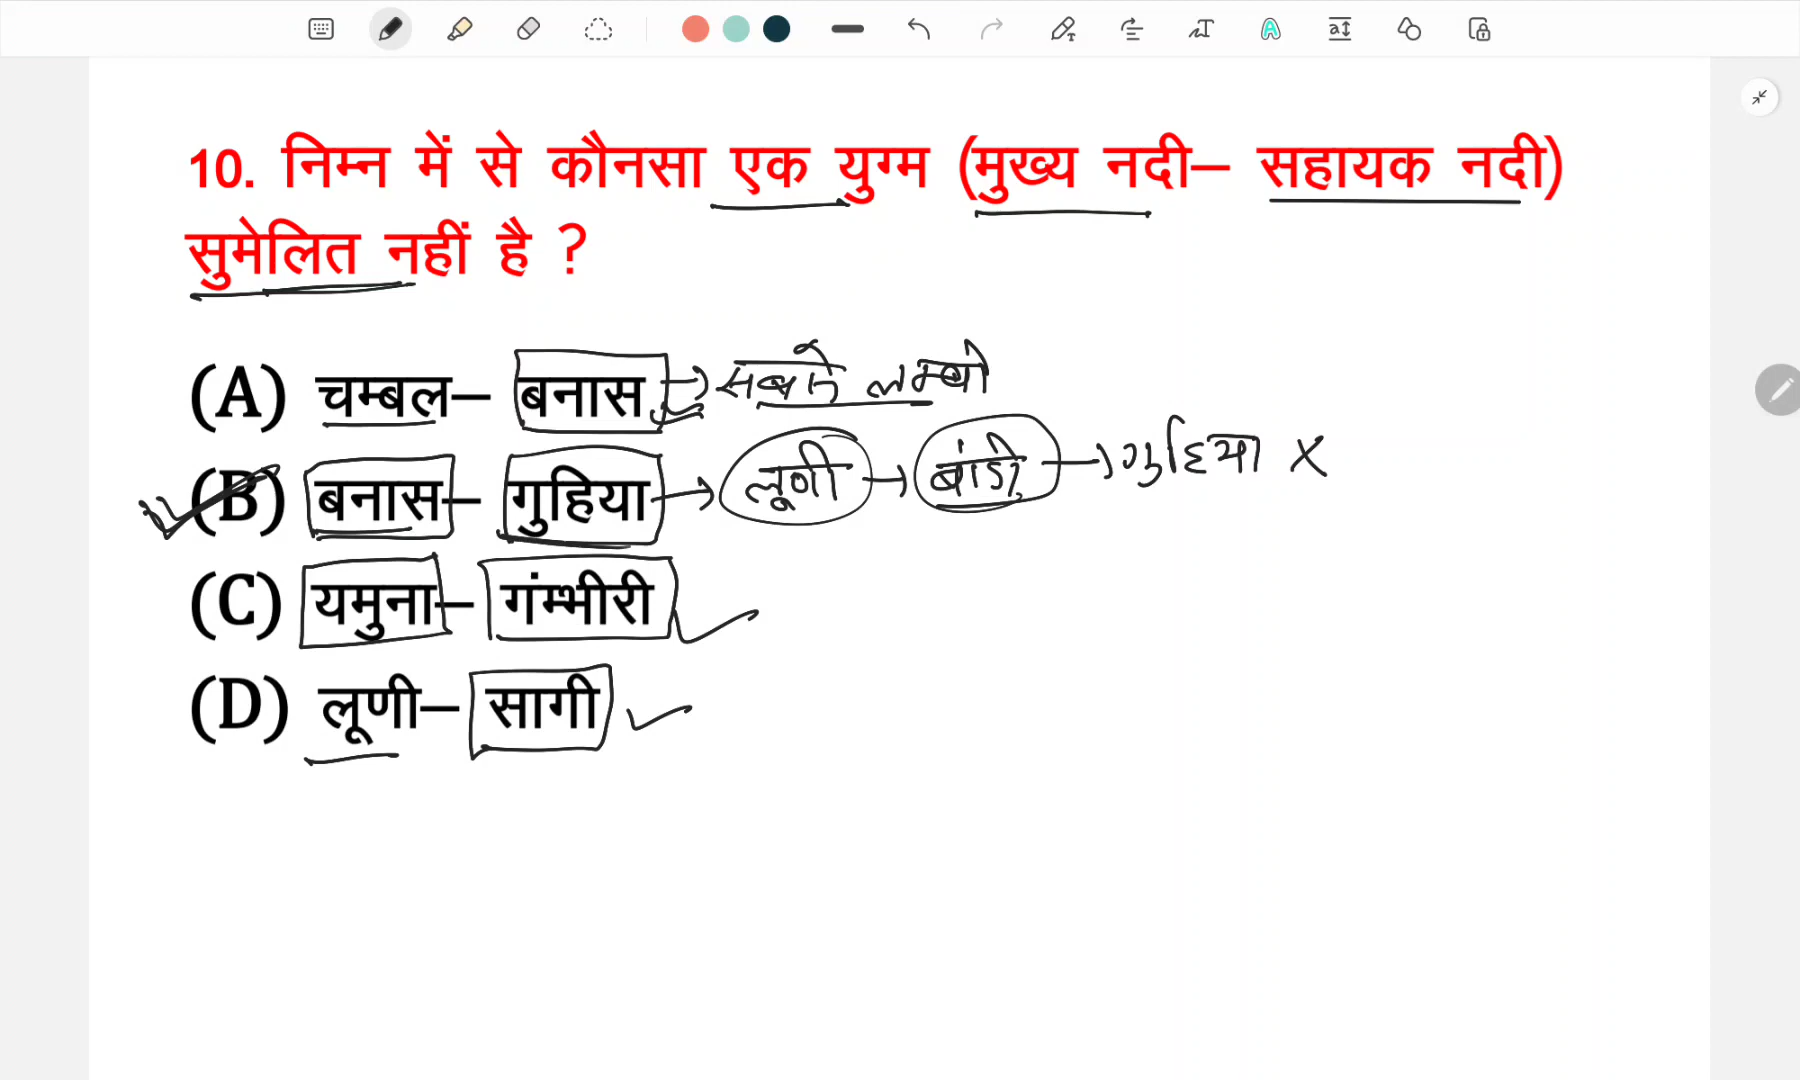 10. निम्न में से कौनसा एक युग्म (मुख्य नदी– सहायक नदी)
सुमेलित नहीं है ?
(A) चम्बल– बनास → सबसे लम्बी
(B) बनास– गुहिया → लूणी → बांडी → गुहिया ×
(C) यमुना– गंम्भीरी
(D) लूणी– सागी